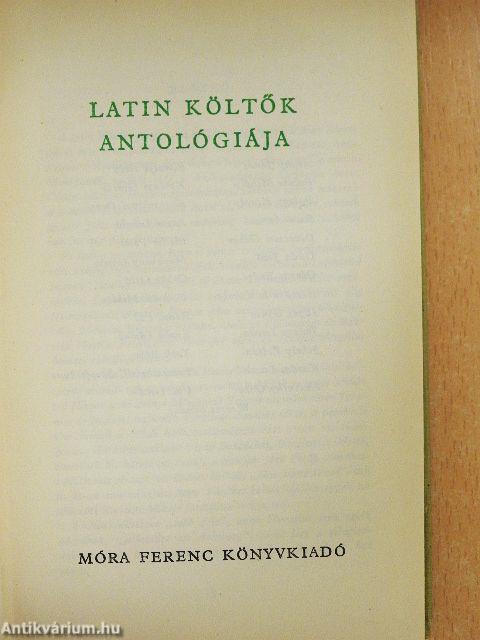 LATIN KÖLTŐK
ANTOLÓGIÁJA
MÓRA FERENC KÖNYVKIADÓ
Antikvárium.hu